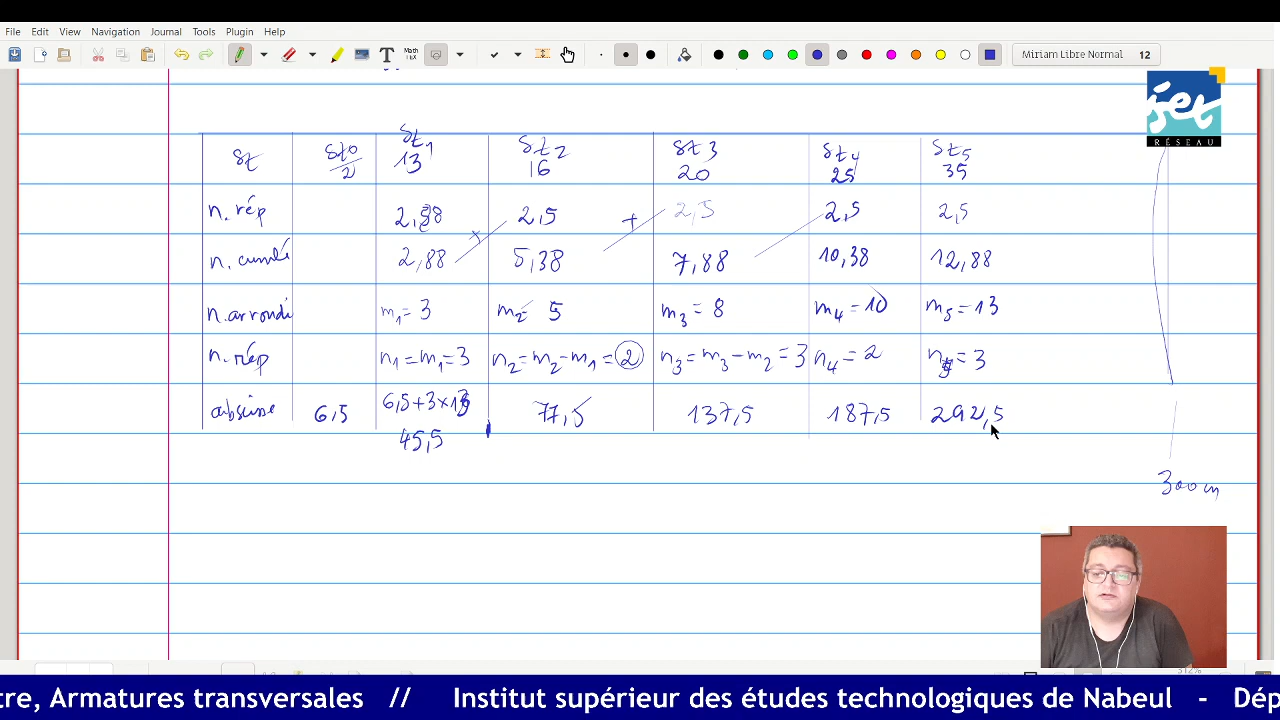 File Edit View Navigation Journal Tools Plugin Help
Miriam Libre Normal 12
iset
RÉSEAU
St St0/2 St1 13 St2 16 St3 20 St4 25 St5 35
n. rép 2,88 2,5 2,5 2,5 2,5
n. cumulé 2,88 5,38 7,88 10,38 12,88
n. arrondi m1 = 3 m2 = 5 m3 = 8 m4 = 10 m5 = 13
n. rép n1 = m1 = 3 n2 = m2 - m1 = 2 n3 = m3 - m2 = 3 n4 = 2 n5 = 3
abscisse 6,5 6,5 + 3 × 13 77,5 137,5 187,5 292,5
45,5
300 cm
tre, Armatures transversales // Institut supérieur des études technologiques de Nabeul - Dép